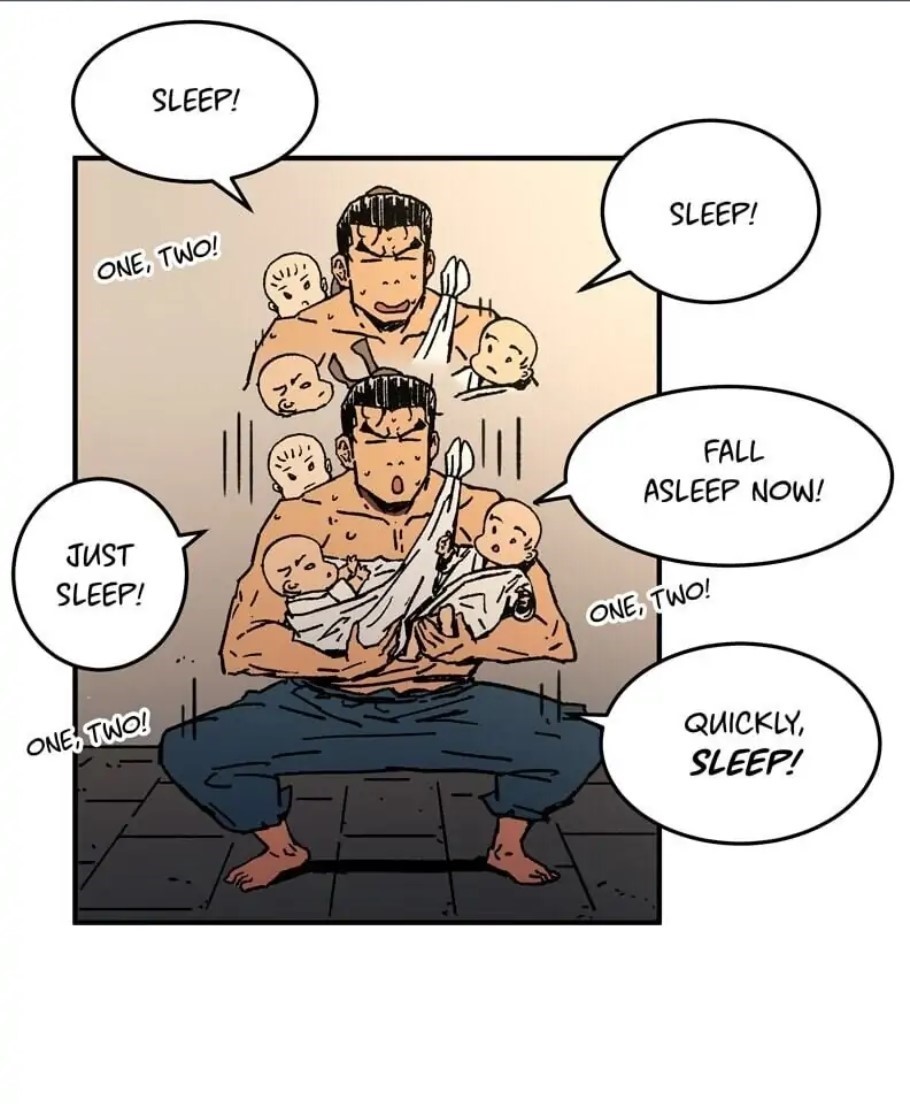 SLEEP!
SLEEP!
ONE, TWO!
FALL
ASLEEP NOW!
JUST
SLEEP!
ONE, TWO!
QUICKLY,
SLEEP!
ONE, TWO!